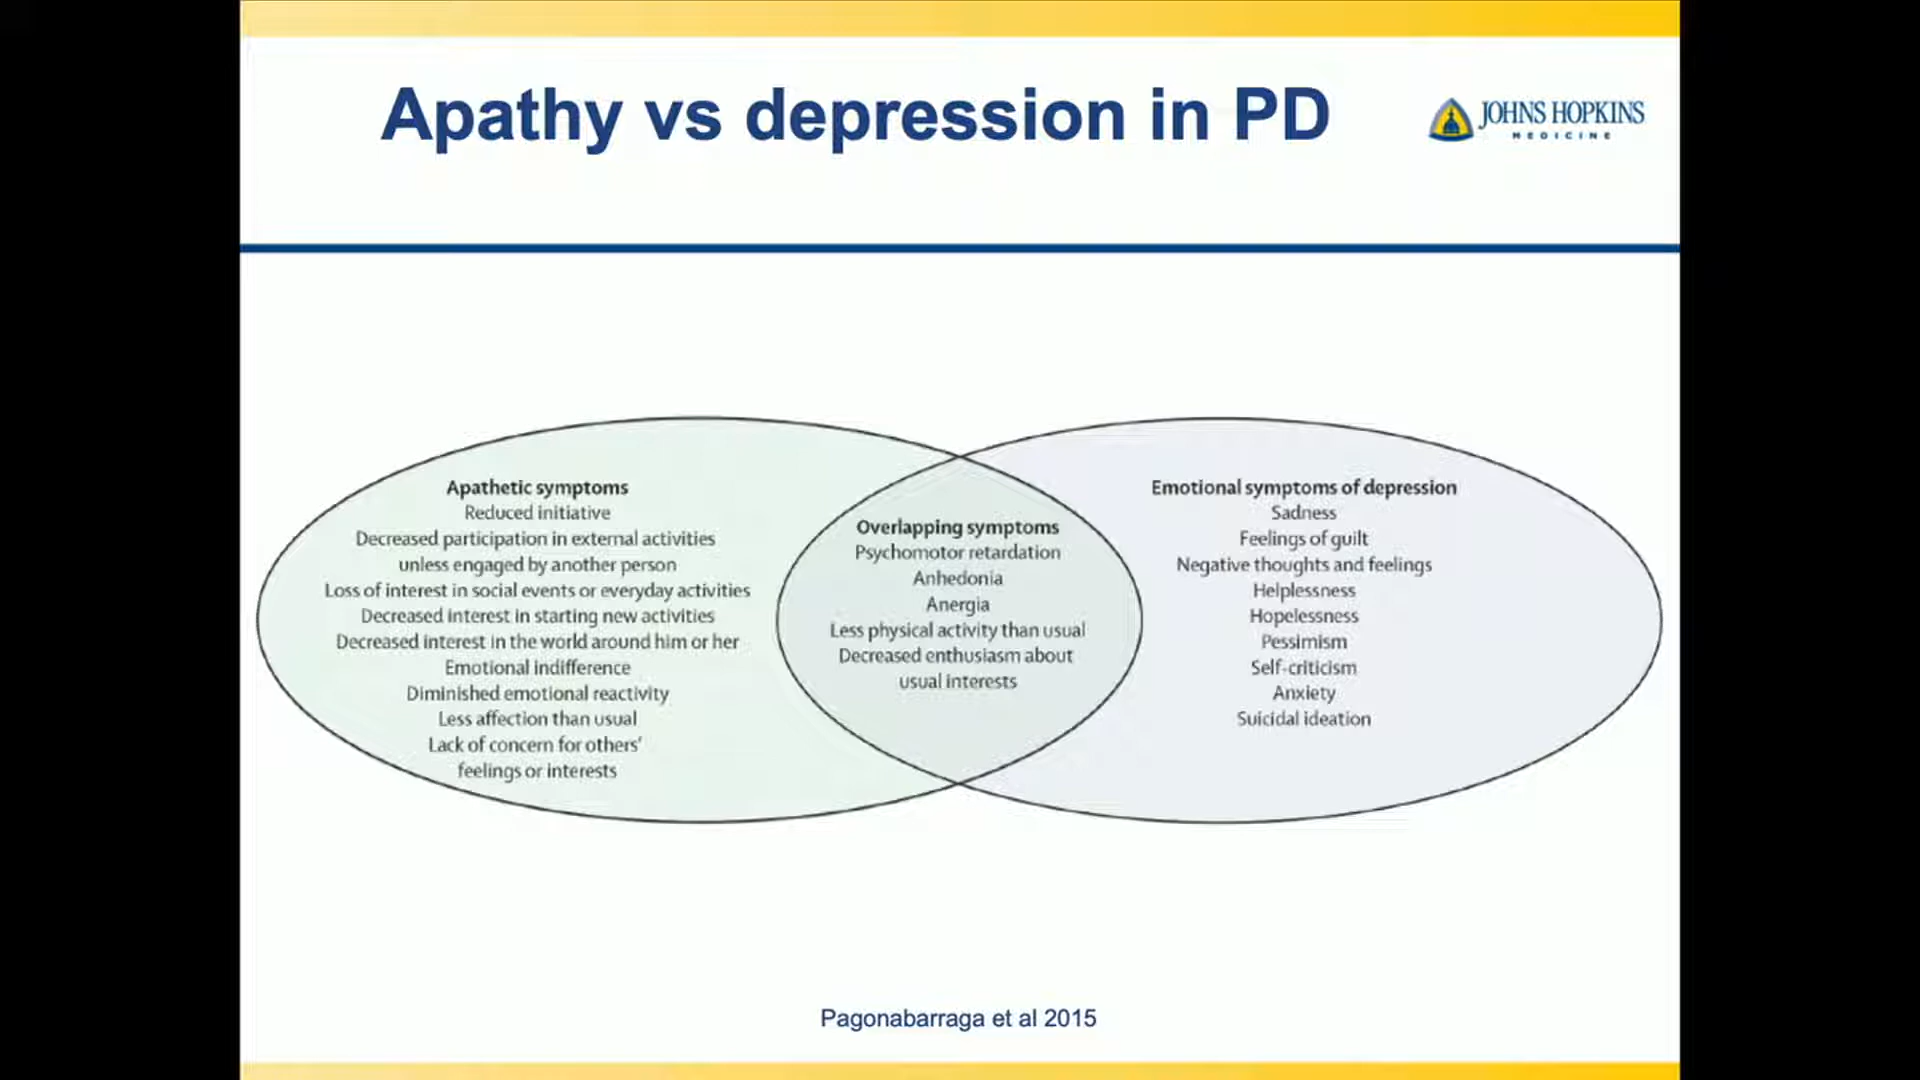 Apathy vs depression in PD
JOHNS HOPKINS
MEDICINE
Apathetic symptoms
Reduced initiative
Decreased participation in external activities
unless engaged by another person
Loss of interest in social events or everyday activities
Decreased interest in starting new activities
Decreased interest in the world around him or her
Emotional indifference
Diminished emotional reactivity
Less affection than usual
Lack of concern for others'
feelings or interests
Overlapping symptoms
Psychomotor retardation
Anhedonia
Anergia
Less physical activity than usual
Decreased enthusiasm about
usual interests
Emotional symptoms of depression
Sadness
Feelings of guilt
Negative thoughts and feelings
Helplessness
Hopelessness
Pessimism
Self-criticism
Anxiety
Suicidal ideation
Pagonabarraga et al 2015